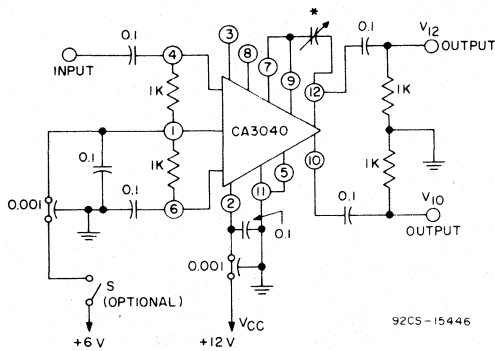 *
0.1
4
3
8
7
9
12
0.1
V12
OUTPUT
INPUT
1K
1K
1
CA3040
0.1
0.1
1K
10
1K
5
11
2
6
0.1
V10
OUTPUT
0.001
0.1
0.001
S
(OPTIONAL)
+6V
+12V
VCC
92CS-15446